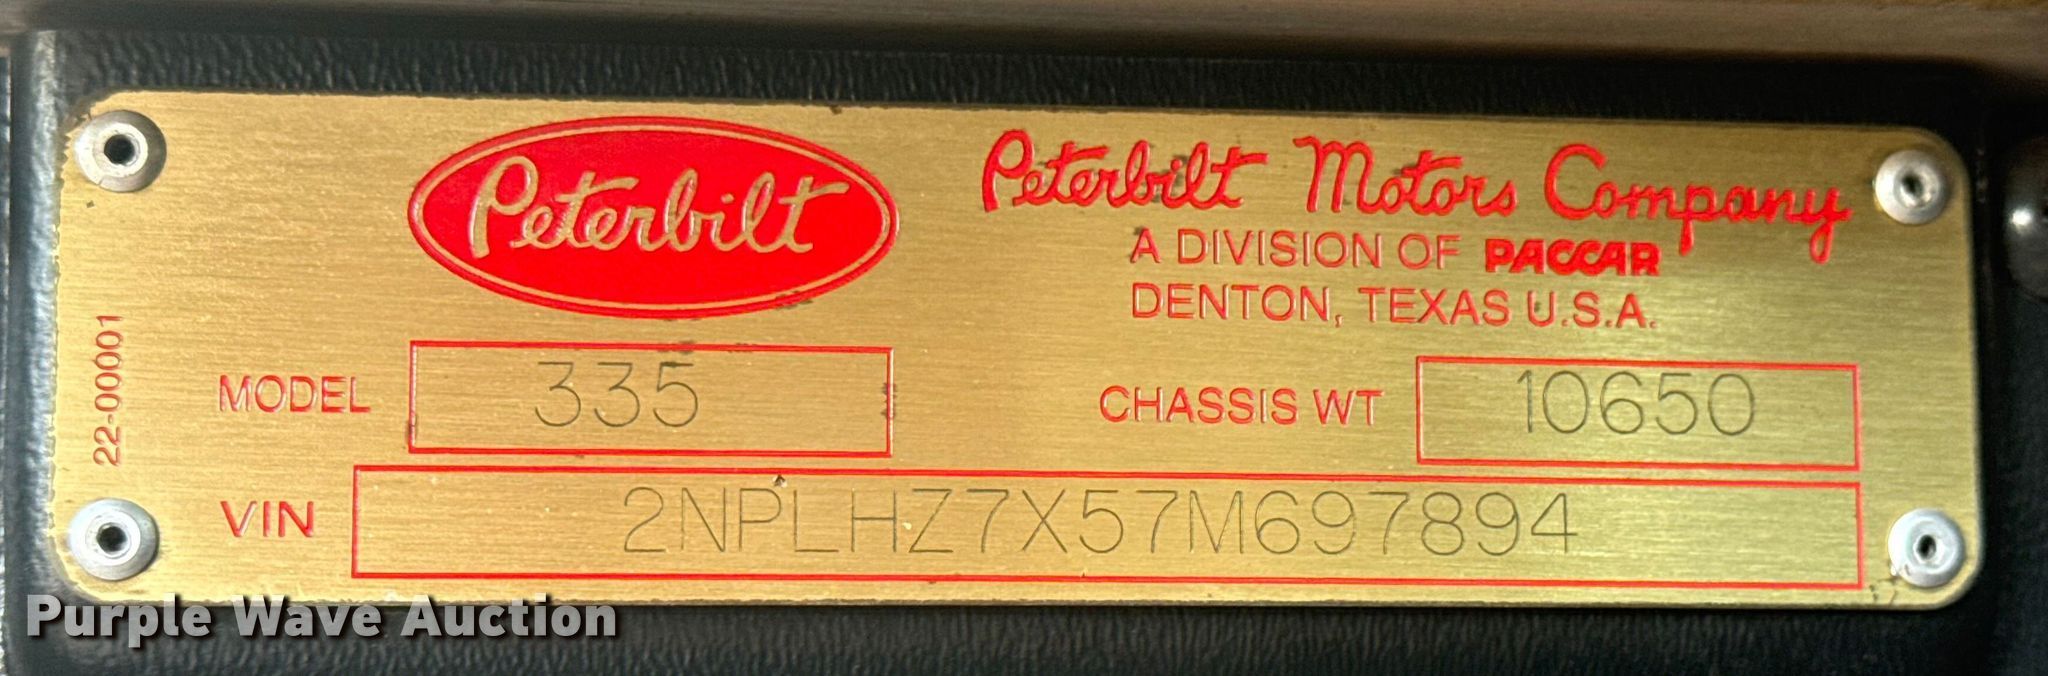 Peterbilt
Peterbilt Motors Company
A DIVISION OF PACCAR
DENTON, TEXAS U.S.A.
22-00001
MODEL 335
CHASSIS WT 10650
VIN 2NPLHZ7X57M697894
Purple Wave Auction